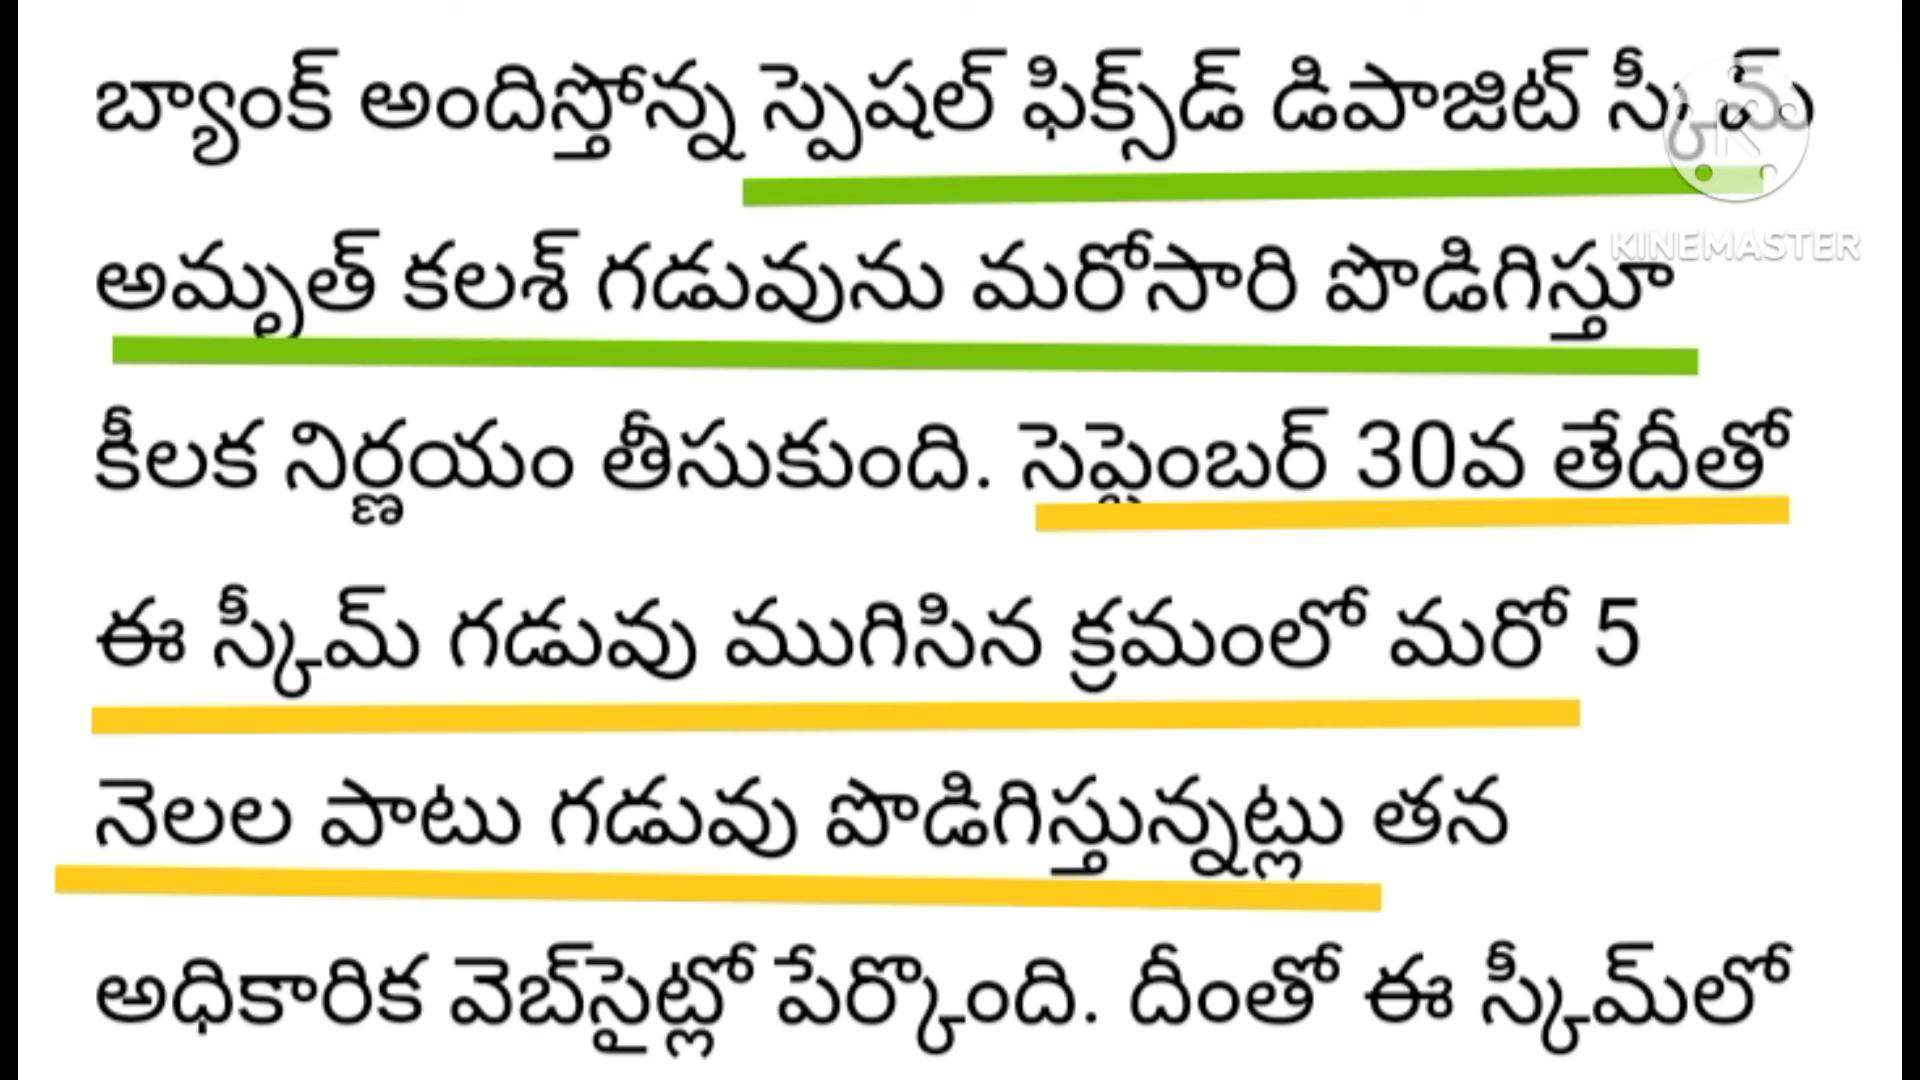 బ్యాంక్ అందిస్తోన్న స్పెషల్ ఫిక్స్‌డ్ డిపాజిట్ స్కీమ్
అమృత్ కలశ్ గడువును మరోసారి పొడిగిస్తూ
KINEMASTER
కీలక నిర్ణయం తీసుకుంది. సెప్టెంబర్ 30వ తేదీతో
ఈ స్కీమ్ గడువు ముగిసిన క్రమంలో మరో 5
నెలల పాటు గడువు పొడిగిస్తున్నట్లు తన
అధికారిక వెబ్‌సైట్లో పేర్కొంది. దీంతో ఈ స్కీమ్‌లో